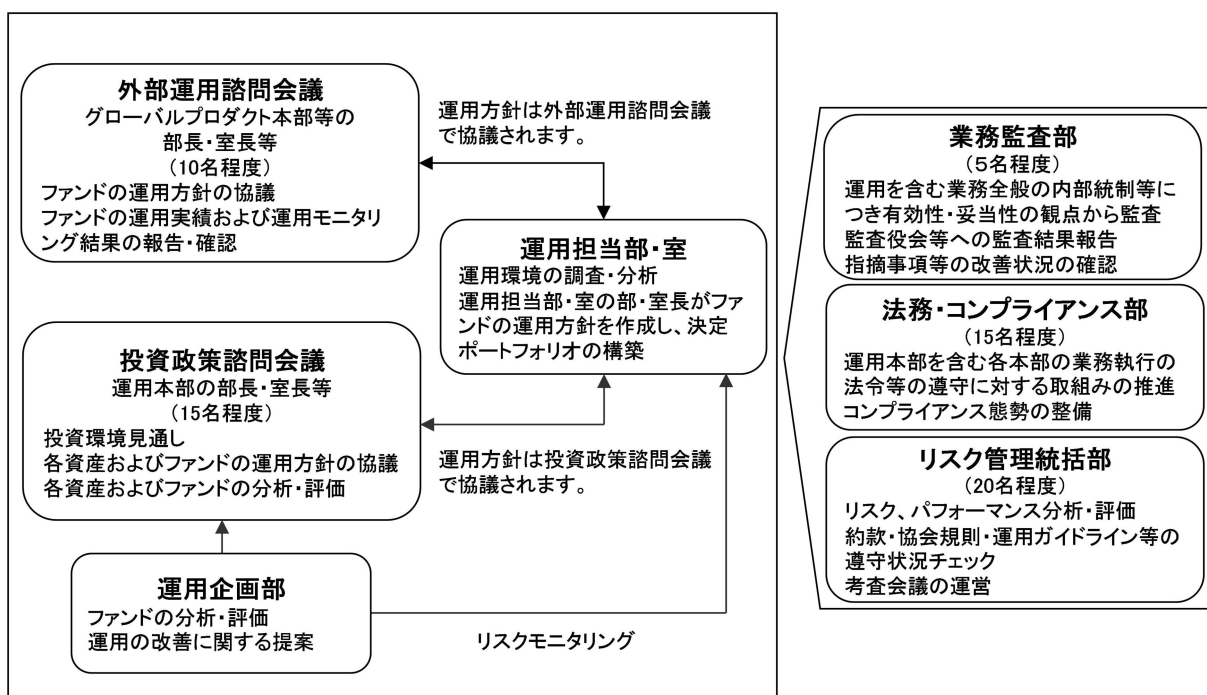 外部運用諮問会議
グローバルプロダクト本部等の
部長・室長等
(10名程度)
ファンドの運用方針の協議
ファンドの運用実績および運用モニタリ
ング結果の報告・確認
運用方針は外部運用諮問会議
で協議されます。
運用担当部・室
運用環境の調査・分析
運用担当部・室の部・室長がファ
ンドの運用方針を作成し、決定
ポートフォリオの構築
投資政策諮問会議
運用本部の部長・室長等
(15名程度)
投資環境見通し
各資産およびファンドの運用方針の協議
各資産およびファンドの分析・評価
運用方針は投資政策諮問会議
で協議されます。
運用企画部
ファンドの分析・評価
運用の改善に関する提案
リスクモニタリング
業務監査部
(5名程度)
運用を含む業務全般の内部統制等に
つき有効性・妥当性の観点から監査
監査役会等への監査結果報告
指摘事項等の改善状況の確認
法務・コンプライアンス部
(15名程度)
運用本部を含む各本部の業務執行の
法令等の遵守に対する取組みの推進
コンプライアンス態勢の整備
リスク管理統括部
(20名程度)
リスク、パフォーマンス分析・評価
約款・協会規則・運用ガイドライン等の
遵守状況チェック
考査会議の運営